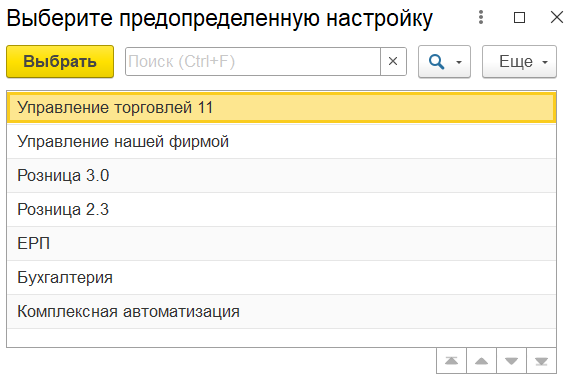 Выберите предопределенную настройку
Выбрать Поиск (Ctrl+F) Еще
Управление торговлей 11
Управление нашей фирмой
Розница 3.0
Розница 2.3
ЕРП
Бухгалтерия
Комплексная автоматизация